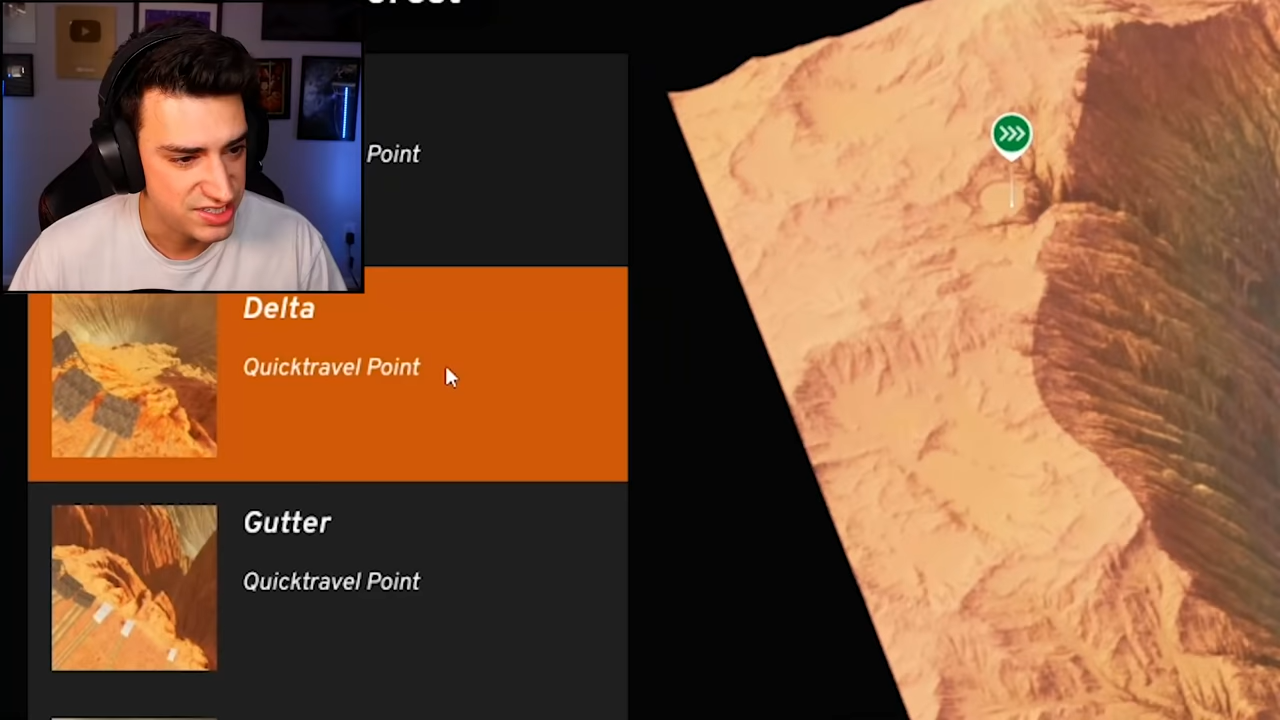 Point
Delta
Quicktravel Point
Gutter
Quicktravel Point